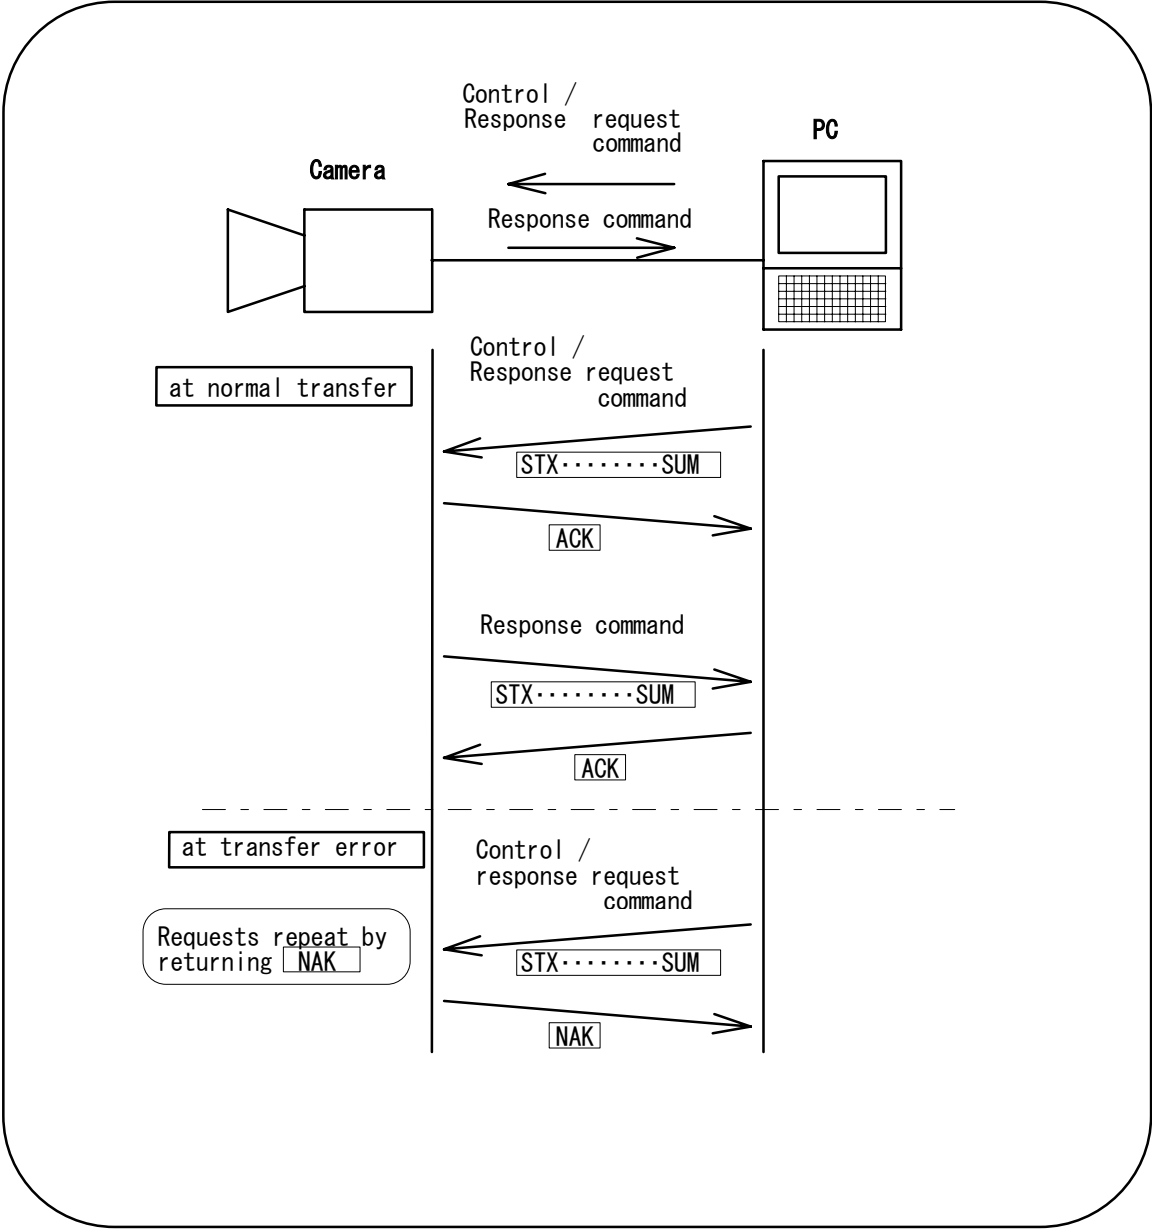 Control /
Response request
command
PC
Camera
Response command
Control /
Response request
command
at normal transfer
STX········SUM
ACK
Response command
STX········SUM
ACK
at transfer error
Control /
response request
command
Requests repeat by
returning NAK
STX········SUM
NAK